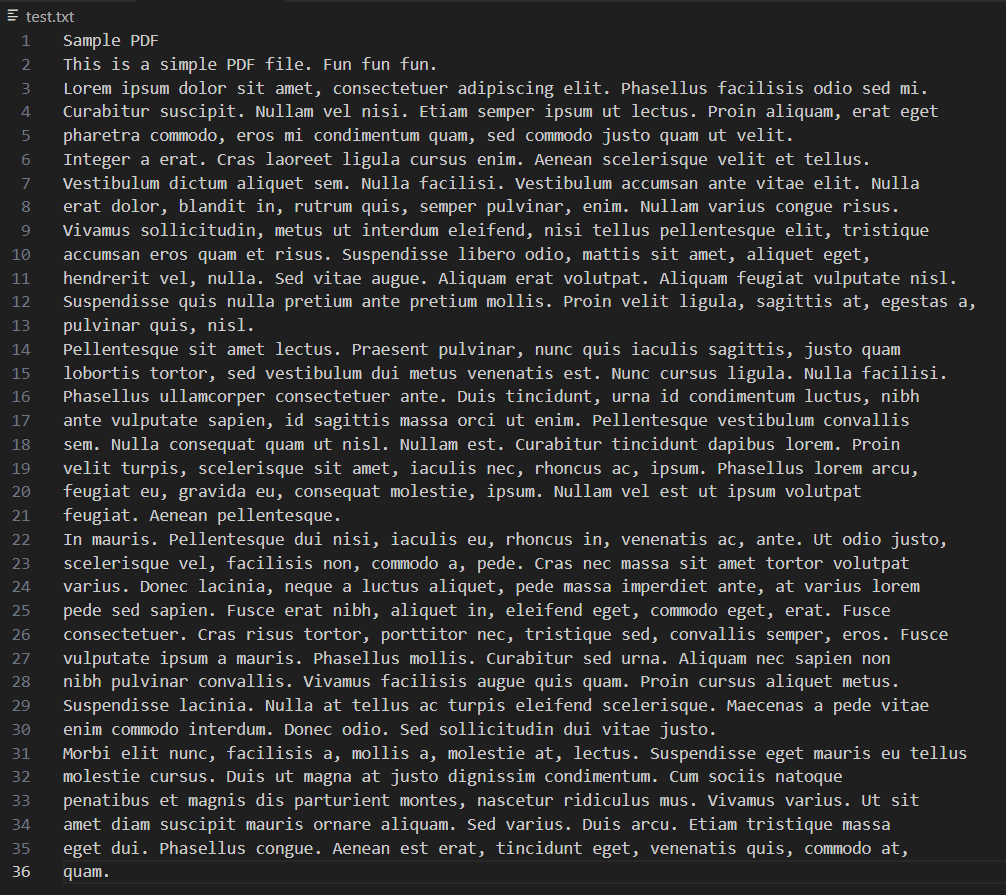 test.txt
1 Sample PDF
2 This is a simple PDF file. Fun fun fun.
3 Lorem ipsum dolor sit amet, consectetuer adipiscing elit. Phasellus facilisis odio sed mi.
4 Curabitur suscipit. Nullam vel nisi. Etiam semper ipsum ut lectus. Proin aliquam, erat eget
5 pharetra commodo, eros mi condimentum quam, sed commodo justo quam ut velit.
6 Integer a erat. Cras laoreet ligula cursus enim. Aenean scelerisque velit et tellus.
7 Vestibulum dictum aliquet sem. Nulla facilisi. Vestibulum accumsan ante vitae elit. Nulla
8 erat dolor, blandit in, rutrum quis, semper pulvinar, enim. Nullam varius congue risus.
9 Vivamus sollicitudin, metus ut interdum eleifend, nisi tellus pellentesque elit, tristique
10 accumsan eros quam et risus. Suspendisse libero odio, mattis sit amet, aliquet eget,
11 hendrerit vel, nulla. Sed vitae augue. Aliquam erat volutpat. Aliquam feugiat vulputate nisl.
12 Suspendisse quis nulla pretium ante pretium mollis. Proin velit ligula, sagittis at, egestas a,
13 pulvinar quis, nisl.
14 Pellentesque sit amet lectus. Praesent pulvinar, nunc quis iaculis sagittis, justo quam
15 lobortis tortor, sed vestibulum dui metus venenatis est. Nunc cursus ligula. Nulla facilisi.
16 Phasellus ullamcorper consectetuer ante. Duis tincidunt, urna id condimentum luctus, nibh
17 ante vulputate sapien, id sagittis massa orci ut enim. Pellentesque vestibulum convallis
18 sem. Nulla consequat quam ut nisl. Nullam est. Curabitur tincidunt dapibus lorem. Proin
19 velit turpis, scelerisque sit amet, iaculis nec, rhoncus ac, ipsum. Phasellus lorem arcu,
20 feugiat eu, gravida eu, consequat molestie, ipsum. Nullam vel est ut ipsum volutpat
21 feugiat. Aenean pellentesque.
22 In mauris. Pellentesque dui nisi, iaculis eu, rhoncus in, venenatis ac, ante. Ut odio justo,
23 scelerisque vel, facilisis non, commodo a, pede. Cras nec massa sit amet tortor volutpat
24 varius. Donec lacinia, neque a luctus aliquet, pede massa imperdiet ante, at varius lorem
25 pede sed sapien. Fusce erat nibh, aliquet in, eleifend eget, commodo eget, erat. Fusce
26 consectetuer. Cras risus tortor, porttitor nec, tristique sed, convallis semper, eros. Fusce
27 vulputate ipsum a mauris. Phasellus mollis. Curabitur sed urna. Aliquam nec sapien non
28 nibh pulvinar convallis. Vivamus facilisis augue quis quam. Proin cursus aliquet metus.
29 Suspendisse lacinia. Nulla at tellus ac turpis eleifend scelerisque. Maecenas a pede vitae
30 enim commodo interdum. Donec odio. Sed sollicitudin dui vitae justo.
31 Morbi elit nunc, facilisis a, mollis a, molestie at, lectus. Suspendisse eget mauris eu tellus
32 molestie cursus. Duis ut magna at justo dignissim condimentum. Cum sociis natoque
33 penatibus et magnis dis parturient montes, nascetur ridiculus mus. Vivamus varius. Ut sit
34 amet diam suscipit mauris ornare aliquam. Sed varius. Duis arcu. Etiam tristique massa
35 eget dui. Phasellus congue. Aenean est erat, tincidunt eget, venenatis quis, commodo at,
36 quam.